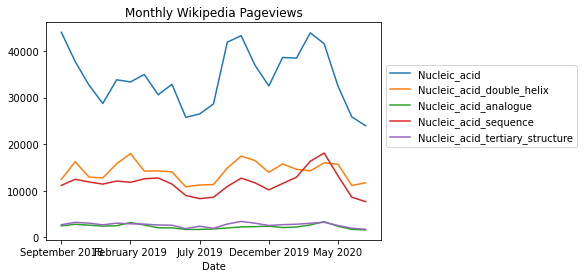 Monthly Wikipedia Pageviews
40000
30000
20000
10000
0
September 2018
February 2019
July 2019
December 2019
May 2020
Date
Nucleic_acid
Nucleic_acid_double_helix
Nucleic_acid_analogue
Nucleic_acid_sequence
Nucleic_acid_tertiary_structure